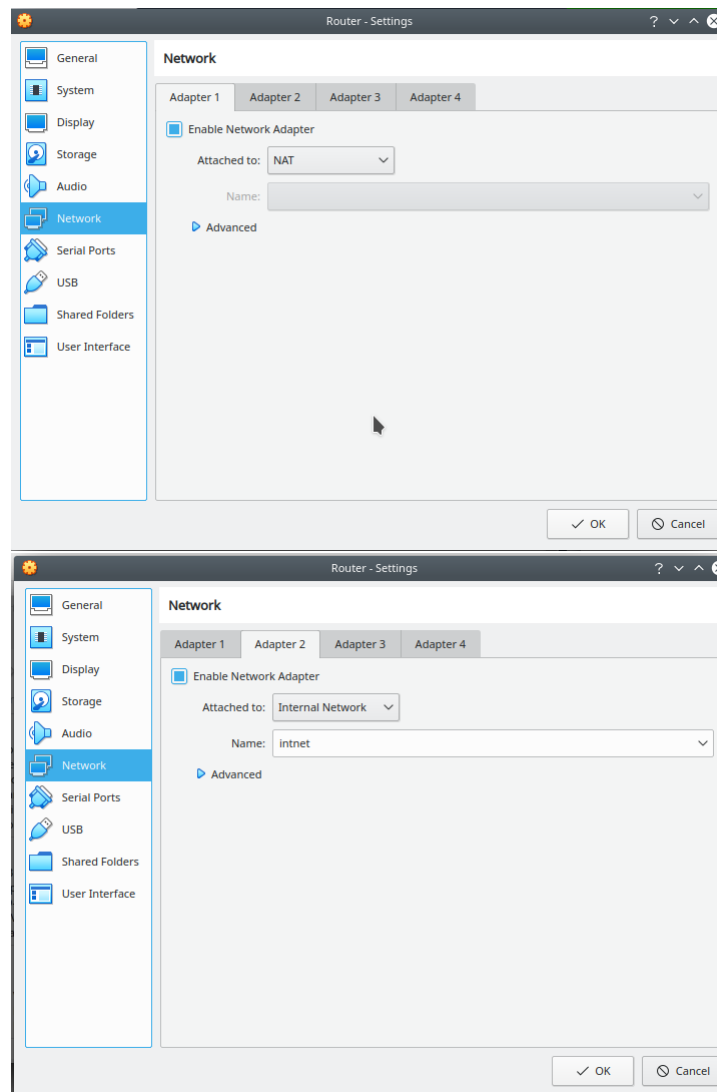 Router - Settings ?
General
System
Display
Storage
Audio
Network
Serial Ports
USB
Shared Folders
User Interface
Network
Adapter 1 Adapter 2 Adapter 3 Adapter 4
Enable Network Adapter
Attached to: NAT
Name:
Advanced
OK Cancel
Router - Settings ?
General
System
Display
Storage
Audio
Network
Serial Ports
USB
Shared Folders
User Interface
Network
Adapter 1 Adapter 2 Adapter 3 Adapter 4
Enable Network Adapter
Attached to: Internal Network
Name: intnet
Advanced
OK Cancel